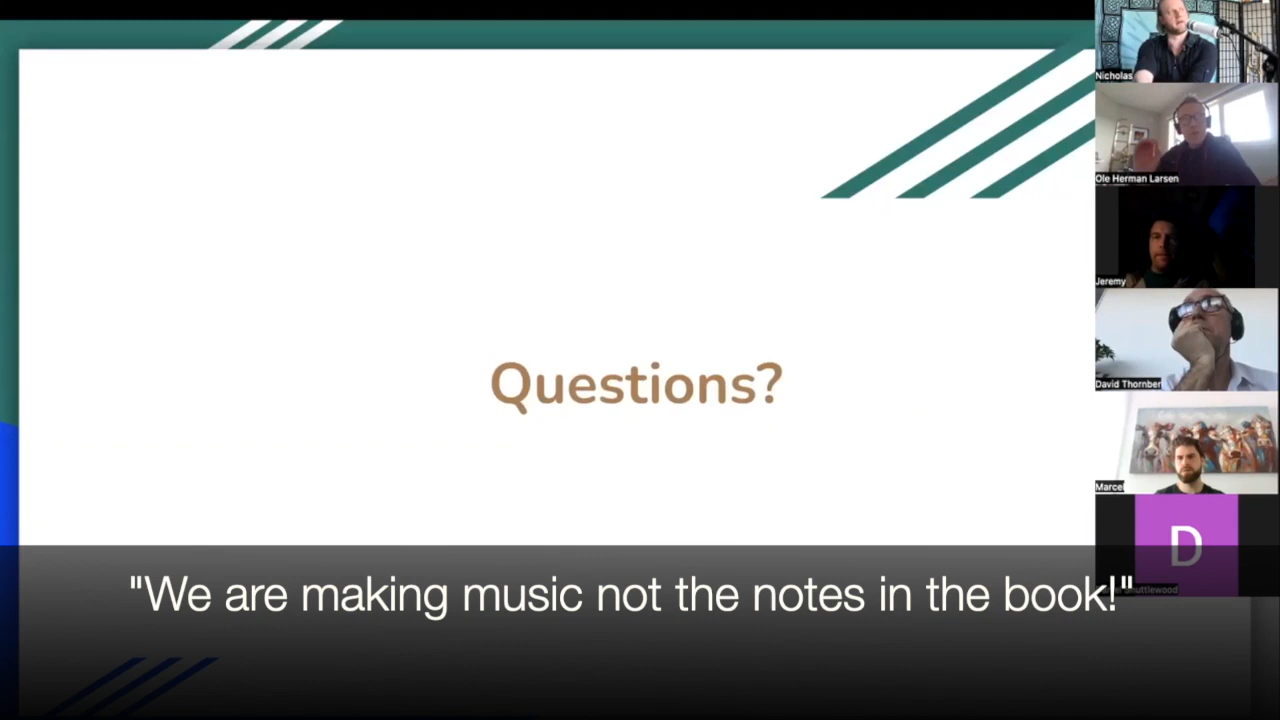 Nicholas
Ole Herman Larsen
Jeremy
David Thornber
Marcel
Questions?
D
"We are making music not the notes in the book!"